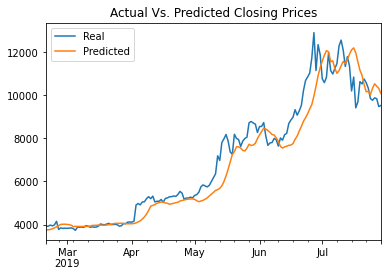 Actual Vs. Predicted Closing Prices
Real
Predicted
12000
10000
8000
6000
4000
Mar
2019
Apr
May
Jun
Jul